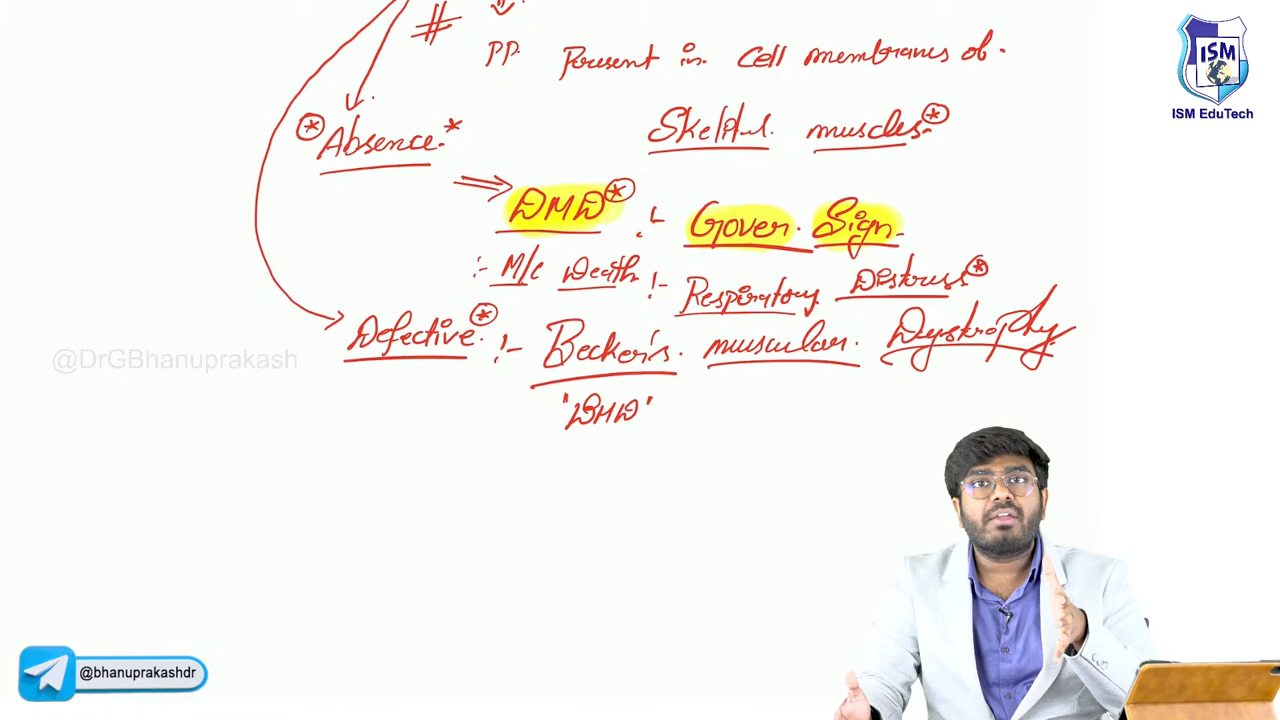 PP. Present in Cell membranes of.
Skeletal muscles.
Absence.
DMD :- Gower. Sign.
:- M/C Death :- Respiratory Distress
Defective. :- Becker's. muscular. Dystrophy.
"BMD"
ISM
ISM EduTech
@DrGBhanuprakash
@bhanuprakashdr